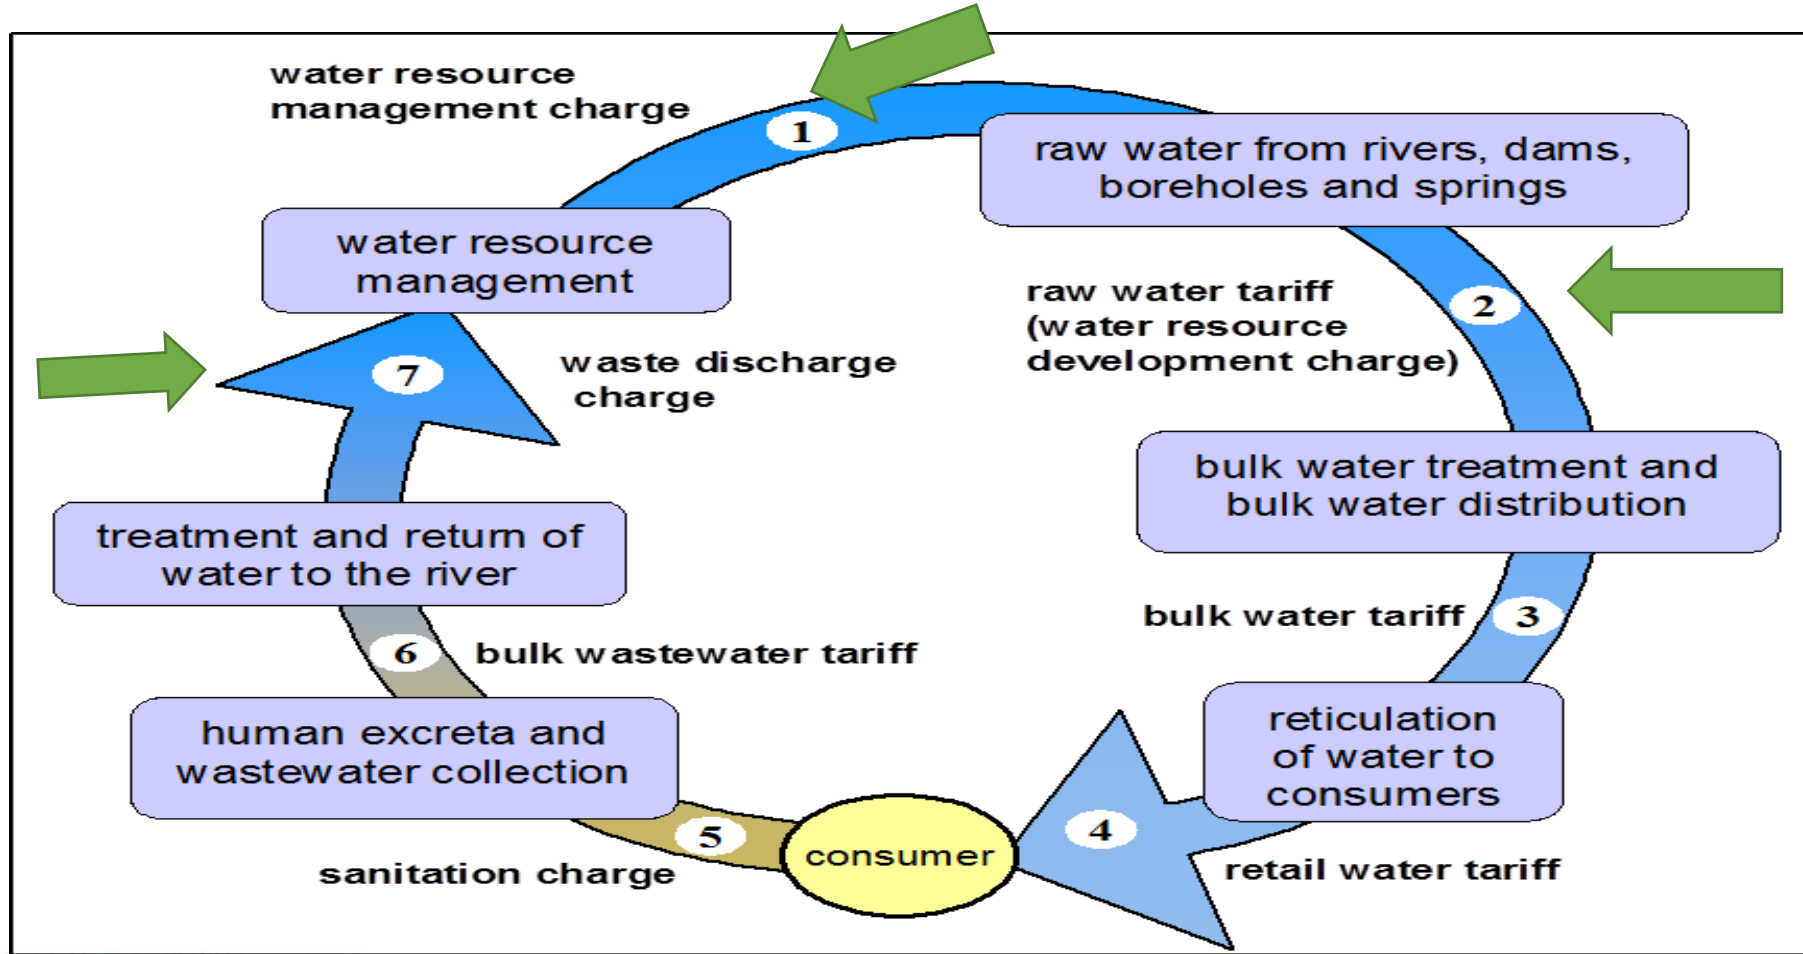 water resource
management charge
1
raw water from rivers, dams,
boreholes and springs
water resource
management
raw water tariff
(water resource
development charge)
2
7
waste discharge
charge
bulk water treatment and
bulk water distribution
treatment and return of
water to the river
bulk water tariff
3
6
bulk wastewater tariff
human excreta and
wastewater collection
reticulation
of water to
consumers
5
consumer
4
sanitation charge
retail water tariff